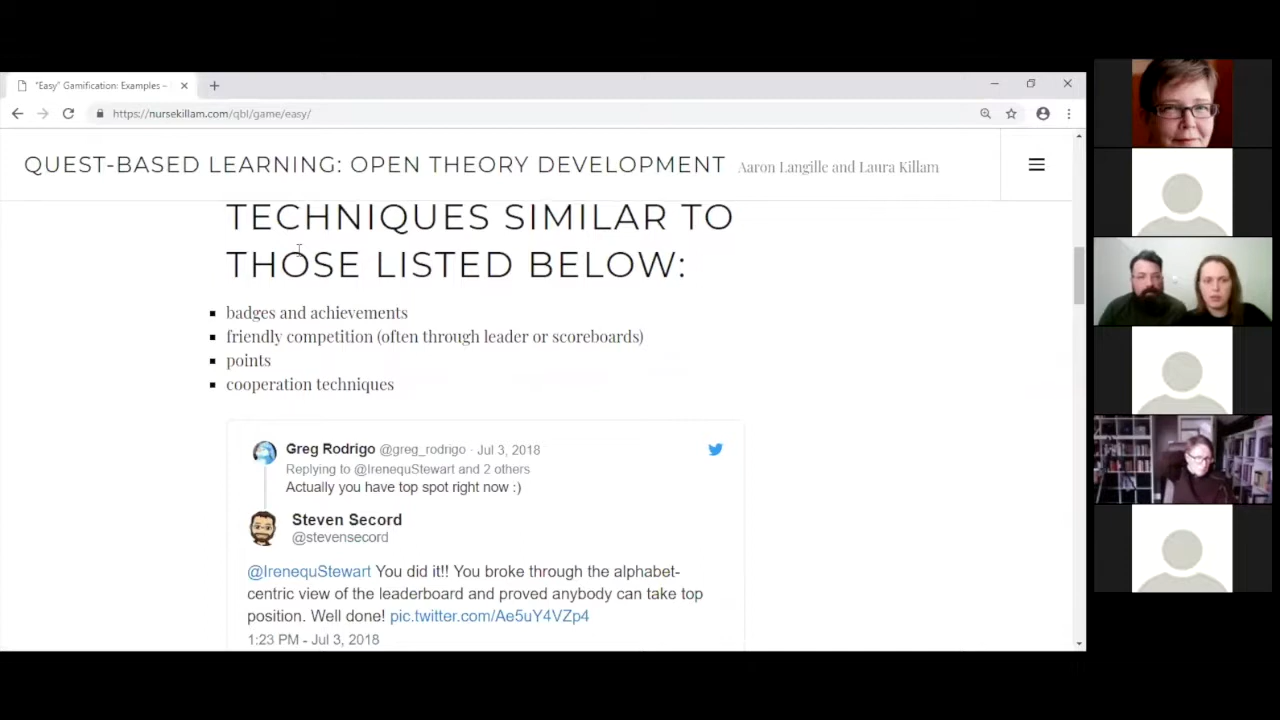 "Easy" Gamification: Examples –
https://nursekillam.com/qbl/game/easy/
QUEST-BASED LEARNING: OPEN THEORY DEVELOPMENT Aaron Langille and Laura Killam
TECHNIQUES SIMILAR TO
THOSE LISTED BELOW:
badges and achievements
friendly competition (often through leader or scoreboards)
points
cooperation techniques
Greg Rodrigo @greg_rodrigo · Jul 3, 2018
Replying to @IrenequStewart and 2 others
Actually you have top spot right now :)
Steven Secord
@stevensecord
@IrenequStewart You did it!! You broke through the alphabet-
centric view of the leaderboard and proved anybody can take top
position. Well done! pic.twitter.com/Ae5uY4VZp4
1:23 PM - Jul 3, 2018